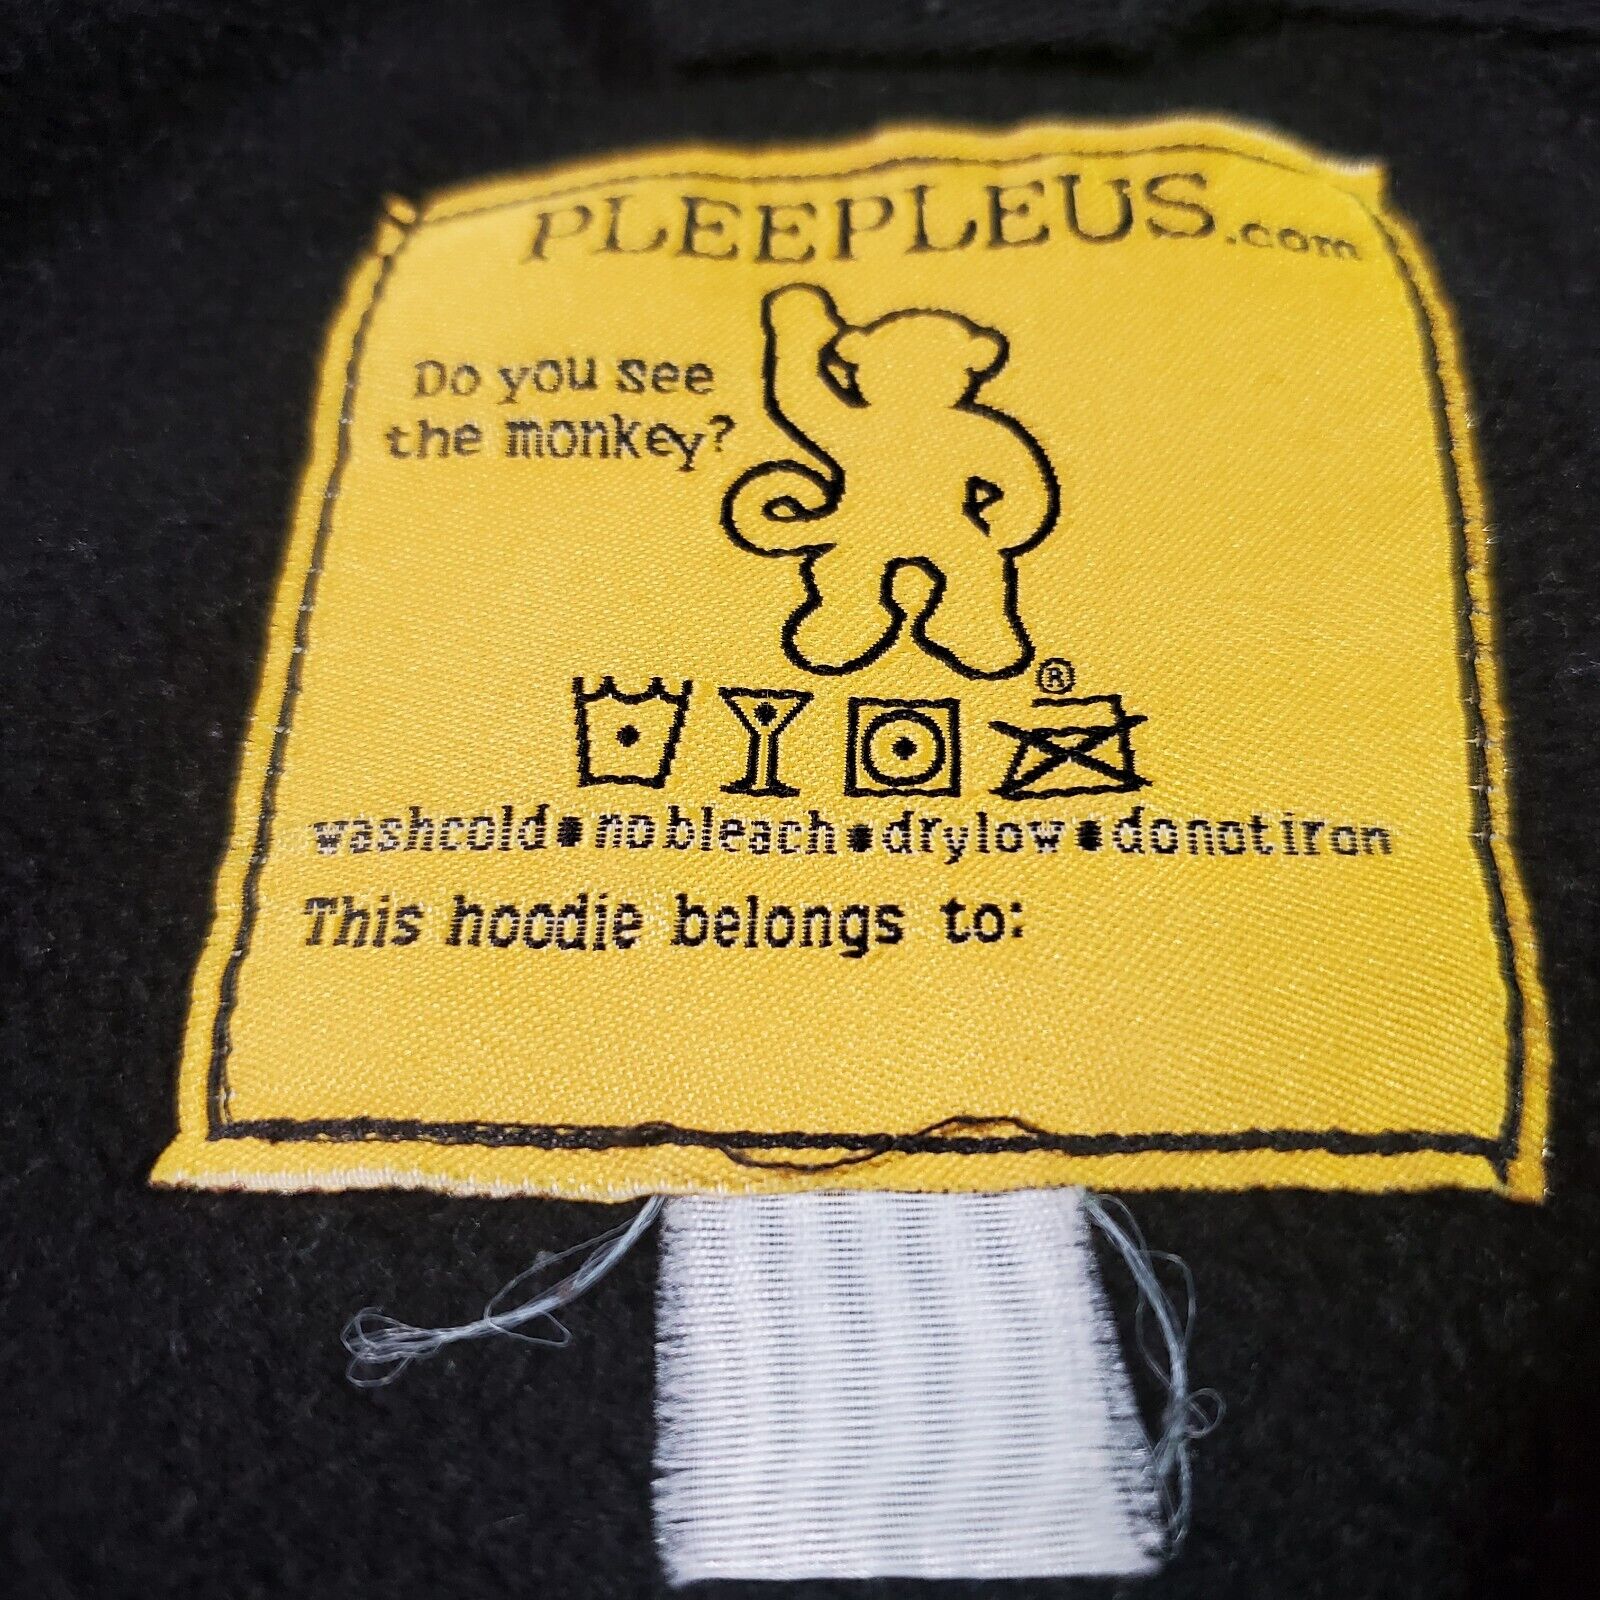 PLEEPLEUS.com
Do you see
the monkey?
®
washcold•nobleach•drylow•donotiron
This hoodie belongs to: